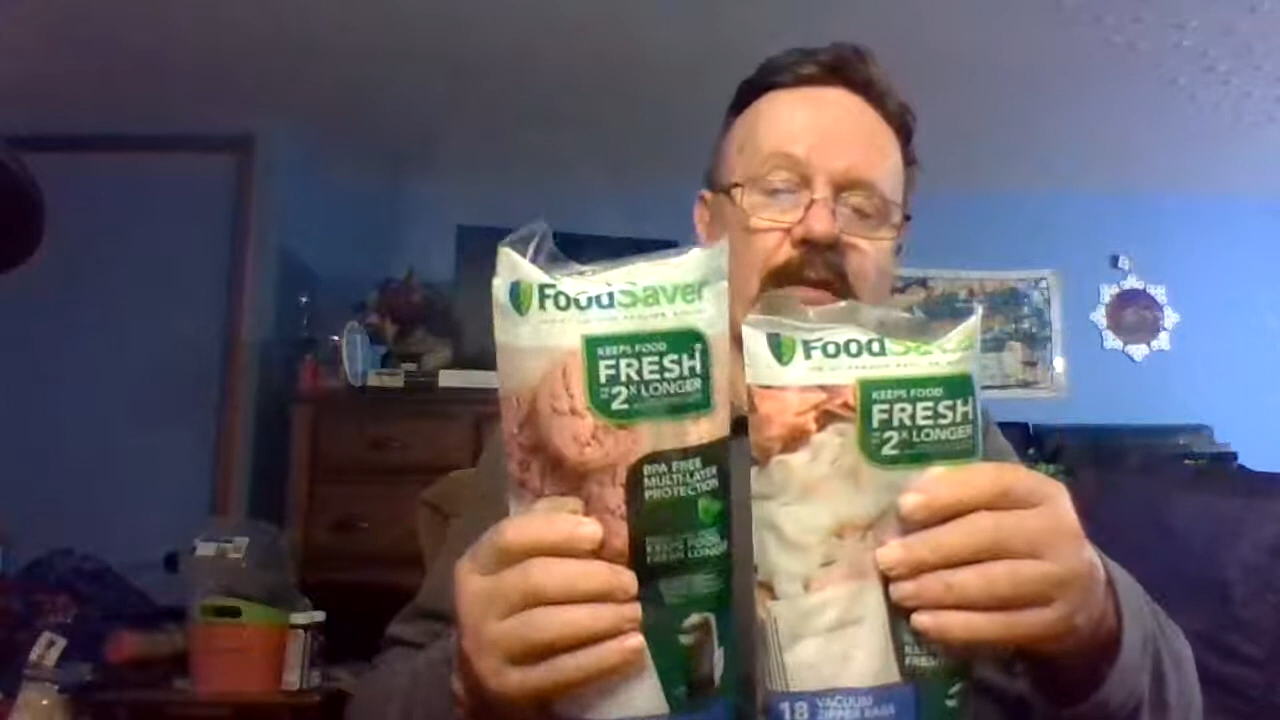 FoodSaver
KEEPS FOOD
FRESH
2X LONGER
BPA FREE
MULTI-LAYER
PROTECTION
KEEPS FOOD
FRESH LONGER
FoodSaver
KEEPS FOOD
FRESH
2X LONGER
18 VACUUM
ZIPPER BAGS